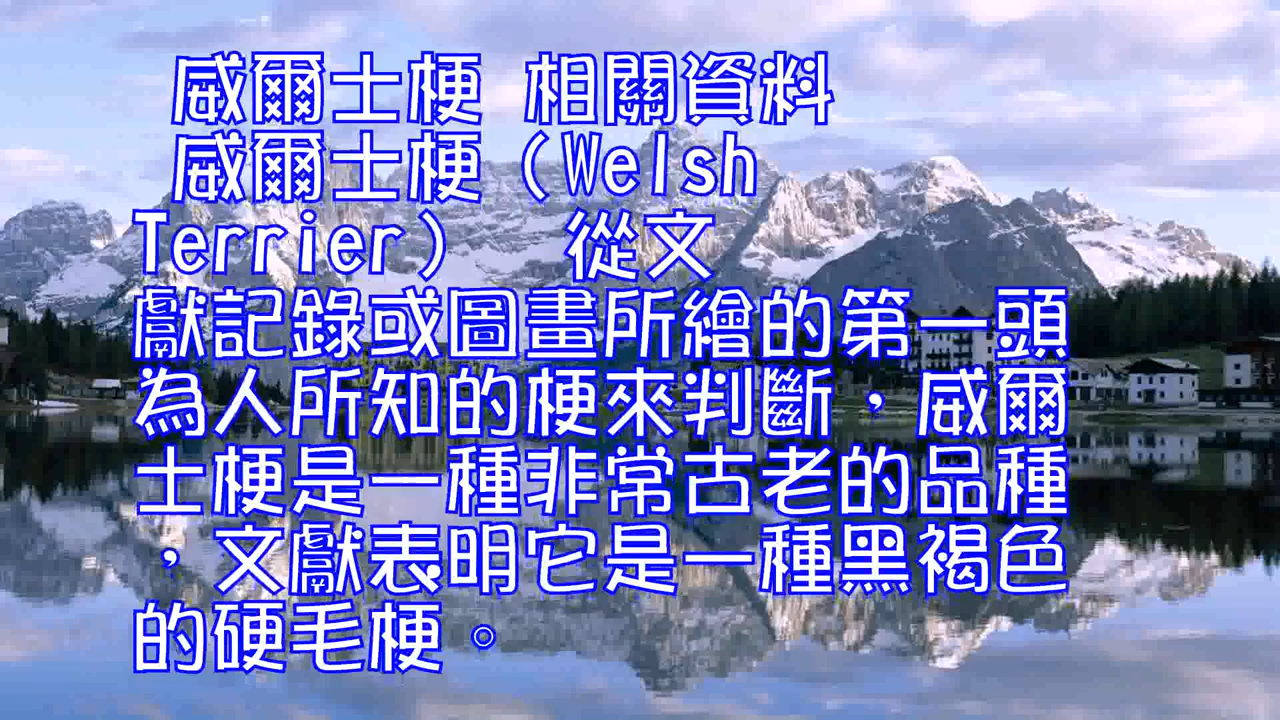 威爾士梗 相關資料
威爾士梗(Welsh
Terrier) 從文
獻記錄或圖畫所繪的第一頭
為人所知的梗來判斷,威爾
士梗是一種非常古老的品種
,文獻表明它是一種黑褐色
的硬毛梗。